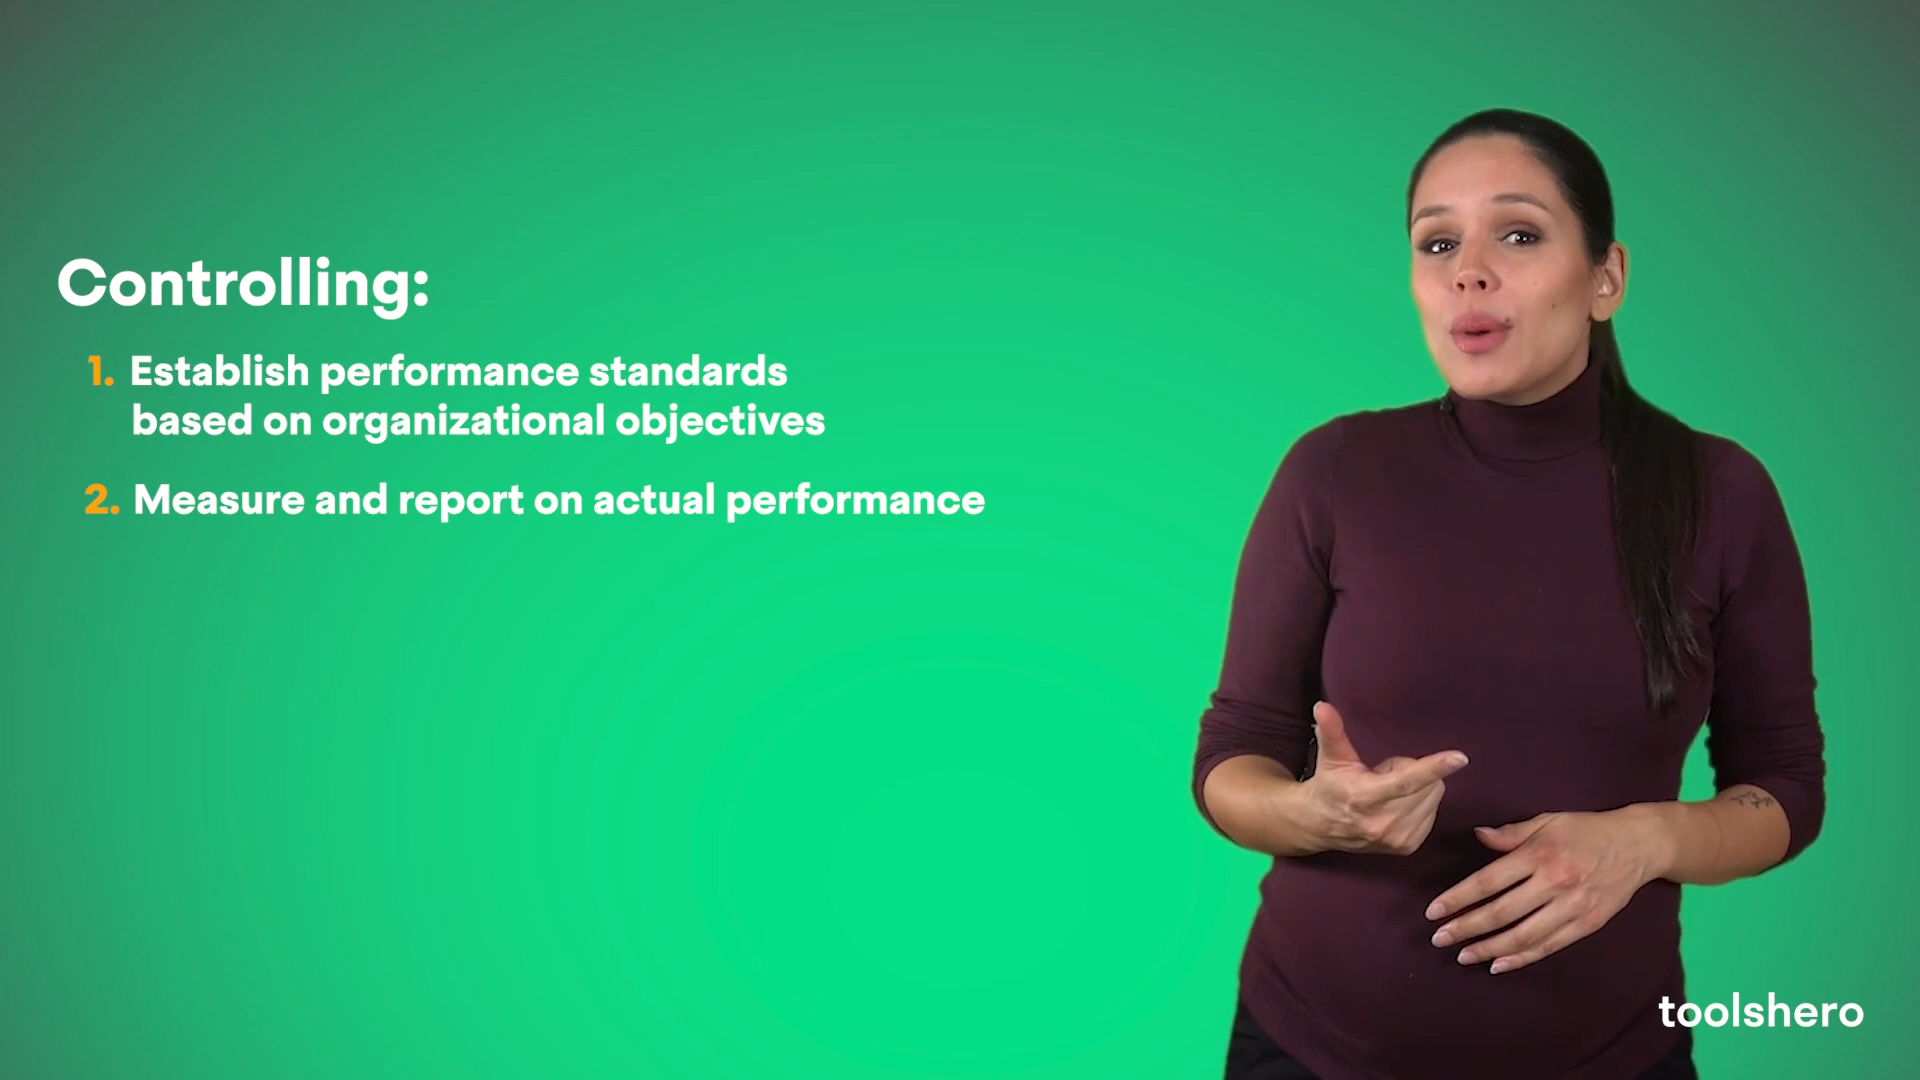 Controlling:
1. Establish performance standards
based on organizational objectives
2. Measure and report on actual performance
toolshero